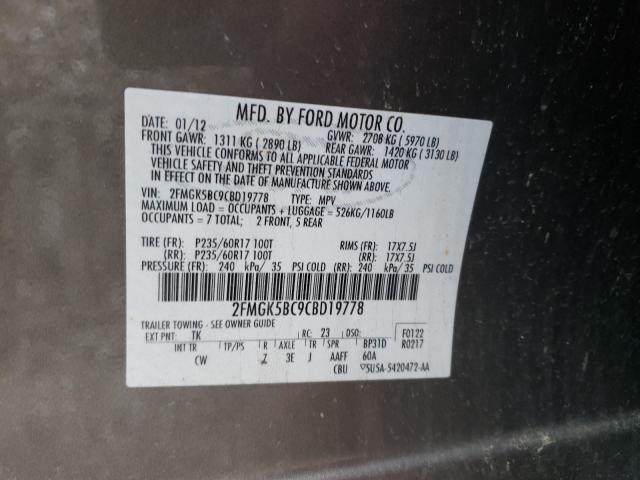 MFD. BY FORD MOTOR CO.
DATE: 01/12 GVWR: 2708 KG ( 5970 LB)
FRONT GAWR: 1311 KG ( 2890 LB) REAR GAWR: 1420 KG ( 3130 LB)
THIS VEHICLE CONFORMS TO ALL APPLICABLE FEDERAL MOTOR
VEHICLE SAFETY AND THEFT PREVENTION STANDARDS
IN EFFECT ON THE DATE OF MANUFACTURE SHOWN ABOVE.
VIN: 2FMGK5BC9CBD19778 TYPE: MPV
MAXIMUM LOAD = OCCUPANTS + LUGGAGE = 526KG/1160LB
OCCUPANTS = 7 TOTAL; 2 FRONT, 5 REAR
TIRE (FR): P235/60R17 100T RIMS (FR): 17X7.5J
(RR): P235/60R17 100T (RR): 17X7.5J
PRESSURE (FR): 240 kPa/ 35 PSI COLD (RR): 240 kPa/ 35 PSI COLD
2FMGK5BC9CBD19778
TRAILER TOWING - SEE OWNER GUIDE
EXT PNT: TK RC: 23 DSO: F0122
INT TR TP/PS R AXLE TR SPR BP31D R0217
CW Z 3E J AAFF 60A
CBU 5U5A-5420472-AA